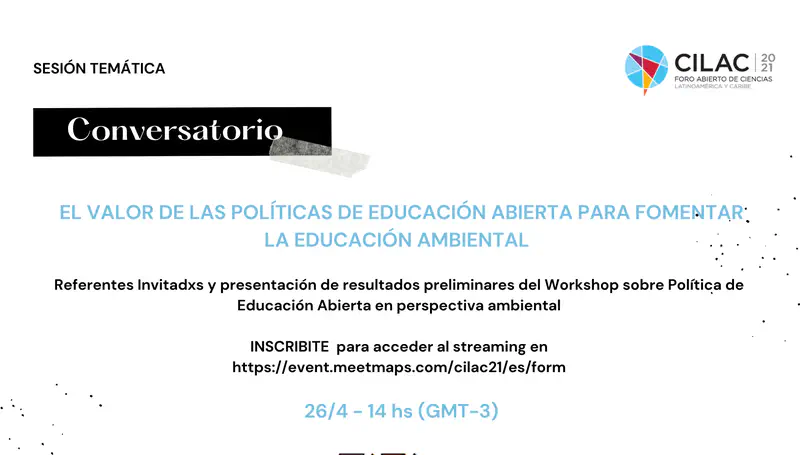 SESIÓN TEMÁTICA
CILAC 20
21
FORO ABIERTO DE CIENCIAS
LATINOAMÉRICA Y CARIBE
Conversatorio
EL VALOR DE LAS POLÍTICAS DE EDUCACIÓN ABIERTA PARA FOMENTAR
LA EDUCACIÓN AMBIENTAL
Referentes Invitadxs y presentación de resultados preliminares del Workshop sobre Política de
Educación Abierta en perspectiva ambiental
INSCRIBITE para acceder al streaming en
https://event.meetmaps.com/cilac21/es/form
26/4 - 14 hs (GMT-3)